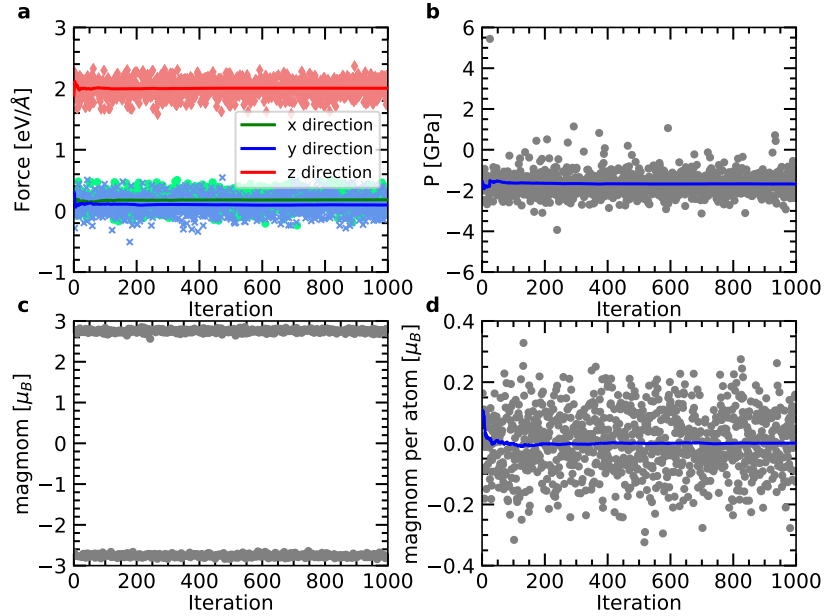 a
3
2
1
0
−1
Force [eV/Å]
x direction
y direction
z direction
0 200 400 600 800 1000
Iteration
b
6
4
2
0
−2
−4
−6
P [GPa]
0 200 400 600 800 1000
Iteration
c
3
2
1
0
−1
−2
−3
magmom [μB]
0 200 400 600 800 1000
Iteration
d
0.4
0.2
0.0
−0.2
−0.4
magmom per atom [μB]
0 200 400 600 800 1000
Iteration